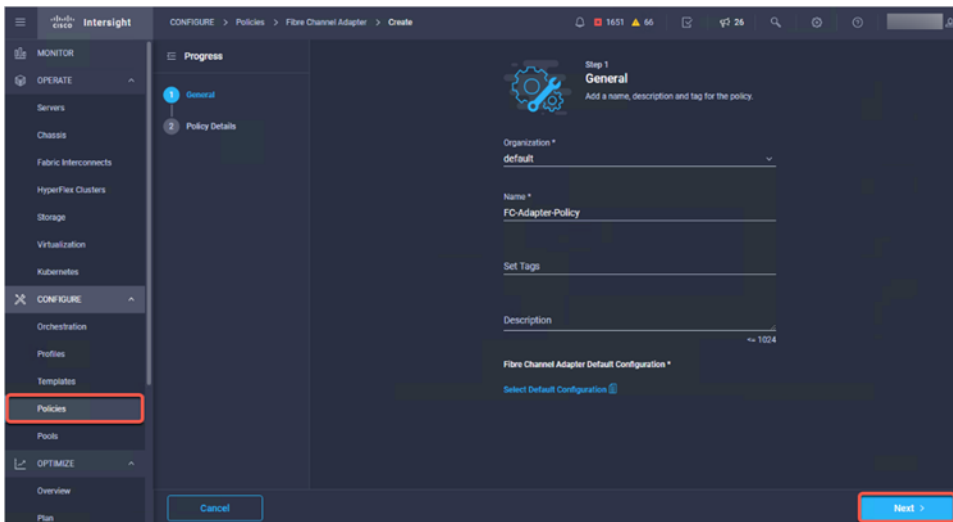 cisco Intersight
CONFIGURE > Policies > Fibre Channel Adapter > Create
1651 66
26
MONITOR
OPERATE
Servers
Chassis
Fabric Interconnects
HyperFlex Clusters
Storage
Virtualization
Kubernetes
CONFIGURE
Orchestration
Profiles
Templates
Policies
Pools
OPTIMIZE
Overview
Plan
Progress
1 General
2 Policy Details
Step 1
General
Add a name, description and tag for the policy.
Organization *
default
Name *
FC-Adapter-Policy
Set Tags
Description
<= 1024
Fibre Channel Adapter Default Configuration *
Select Default Configuration
Cancel
Next >